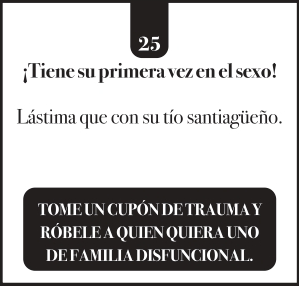 25
¡Tiene su primera vez en el sexo!
Lástima que con su tío santiagüeño.
TOME UN CUPÓN DE TRAUMA Y
RÓBELE A QUIEN QUIERA UNO
DE FAMILIA DISFUNCIONAL.